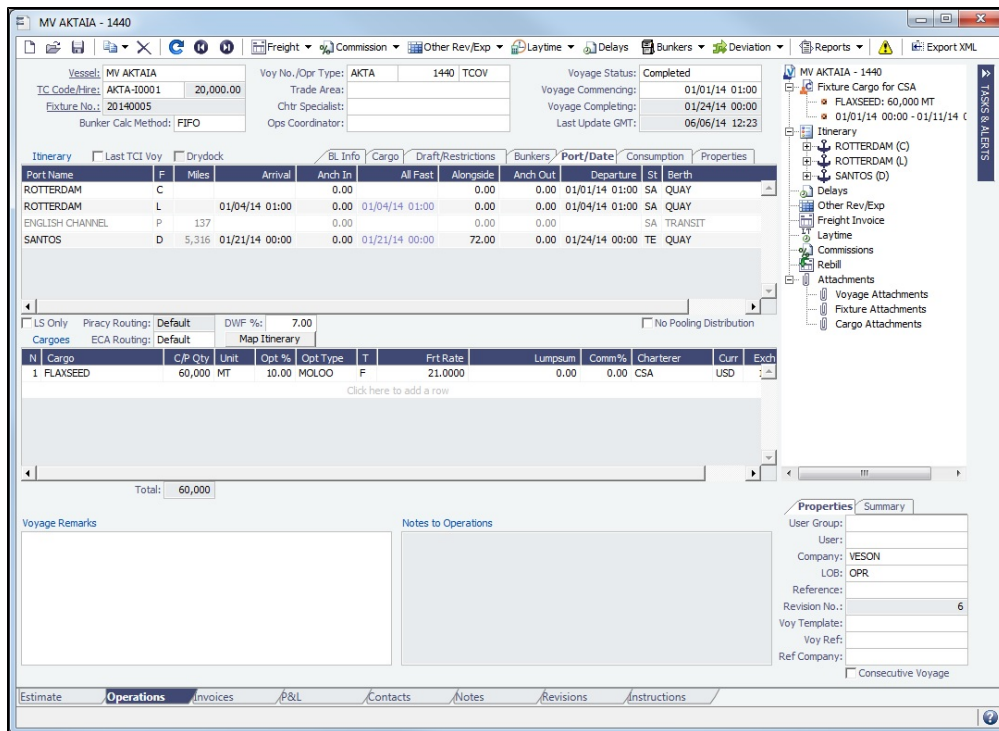 MV AKTAIA - 1440
Freight Commission Other Rev/Exp Laytime Delays Bunkers Deviation Reports Export XML
Vessel: MV AKTAIA Voy No./Opr Type: AKTA 1440 TCOV Voyage Status: Completed
TC Code/Hire: AKTA-I0001 20,000.00 Trade Area: Voyage Commencing: 01/01/14 01:00
Fixture No.: 20140005 Chtr Specialist: Voyage Completing: 01/24/14 00:00
Bunker Calc Method: FIFO Ops Coordinator: Last Update GMT: 06/06/14 12:23
Itinerary Last TCI Voy Drydock BL Info Cargo Draft/Restrictions Bunkers Port/Date Consumption Properties
Port Name F Miles Arrival Anch In All Fast Alongside Anch Out Departure St Berth
ROTTERDAM C 0.00 0.00 0.00 01/01/14 01:00 SA QUAY
ROTTERDAM L 01/04/14 01:00 0.00 01/04/14 01:00 0.00 0.00 01/04/14 01:00 SA QUAY
ENGLISH CHANNEL P 137 0.00 0.00 0.00 SA TRANSIT
SANTOS D 5,316 01/21/14 00:00 0.00 01/21/14 00:00 72.00 0.00 01/24/14 00:00 TE QUAY
LS Only Piracy Routing: Default DWF %: 7.00 No Pooling Distribution
Cargoes ECA Routing: Default Map Itinerary
N Cargo C/P Qty Unit Opt % Opt Type T Frt Rate Lumpsum Comm% Charterer Curr Exch
1 FLAXSEED 60,000 MT 10.00 MOLOO F 21.0000 0.00 0.00 CSA USD
Click here to add a row
Total: 60,000
Voyage Remarks Notes to Operations
MV AKTAIA - 1440
Fixture Cargo for CSA
FLAXSEED: 60,000 MT
01/01/14 00:00 - 01/11/14 0
Itinerary
ROTTERDAM (C)
ROTTERDAM (L)
SANTOS (D)
Delays
Other Rev/Exp
Freight Invoice
Laytime
Commissions
Rebill
Attachments
Voyage Attachments
Fixture Attachments
Cargo Attachments
TASKS & ALERTS
Properties Summary
User Group:
User:
Company: VESON
LOB: OPR
Reference:
Revision No.: 6
Voy Template:
Voy Ref:
Ref Company:
Consecutive Voyage
Estimate Operations Invoices P&L Contacts Notes Revisions Instructions